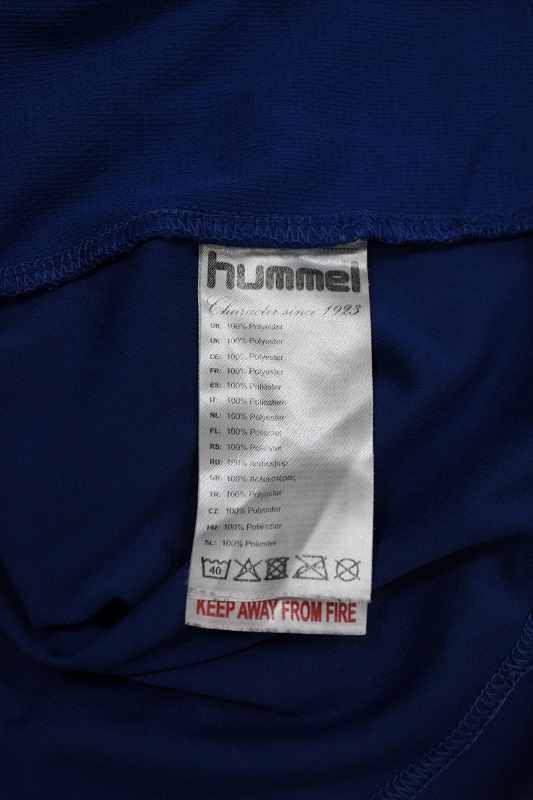 hummel
Character since 1923
DK: 100% Polyester
UK: 100% Polyester
DE: 100% Polyester
FR: 100% Polyester
ES: 100% Poliéster
IT: 100% Poliestere
NL: 100% Polyester
PL: 100% Poliester
RS: 100% Poliester
RU: 100%
GR: 100% Πολυεστέρας
TR: 100% Polyester
CZ: 100% Polyester
HU: 100% Poliészter
SL: 100% Poliester
40
KEEP AWAY FROM FIRE